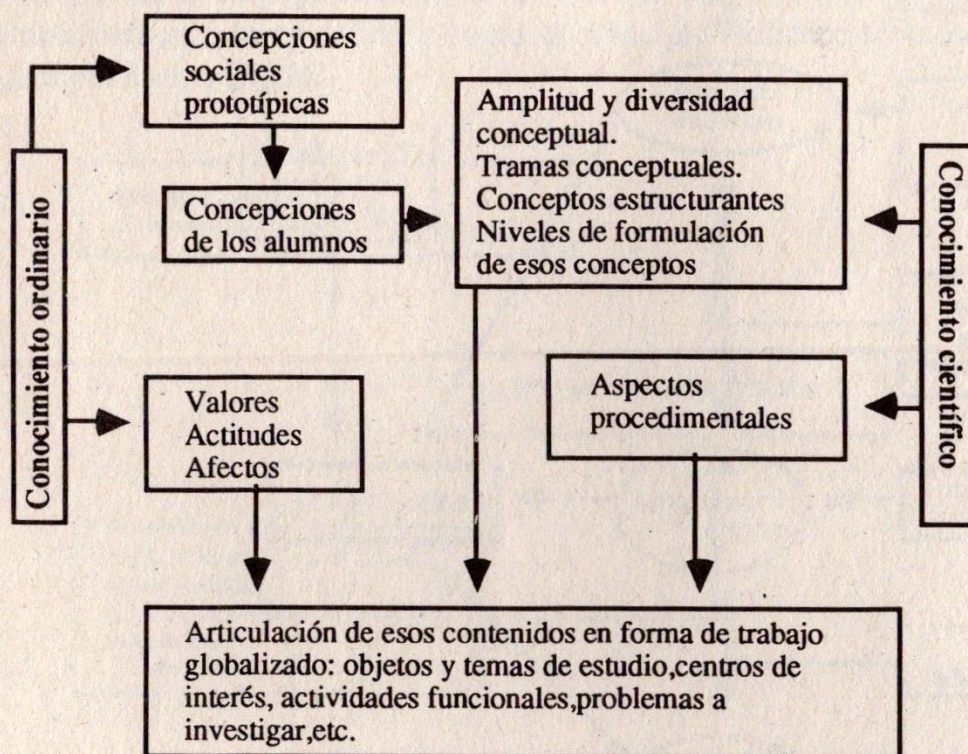 Conocimiento ordinario
Concepciones
sociales
prototípicas
Concepciones
de los alumnos
Amplitud y diversidad
conceptual.
Tramas conceptuales.
Conceptos estructurantes
Niveles de formulación
de esos conceptos
Conocimiento científico
Valores
Actitudes
Afectos
Aspectos
procedimentales
Articulación de esos contenidos en forma de trabajo
globalizado: objetos y temas de estudio,centros de
interés, actividades funcionales,problemas a
investigar,etc.